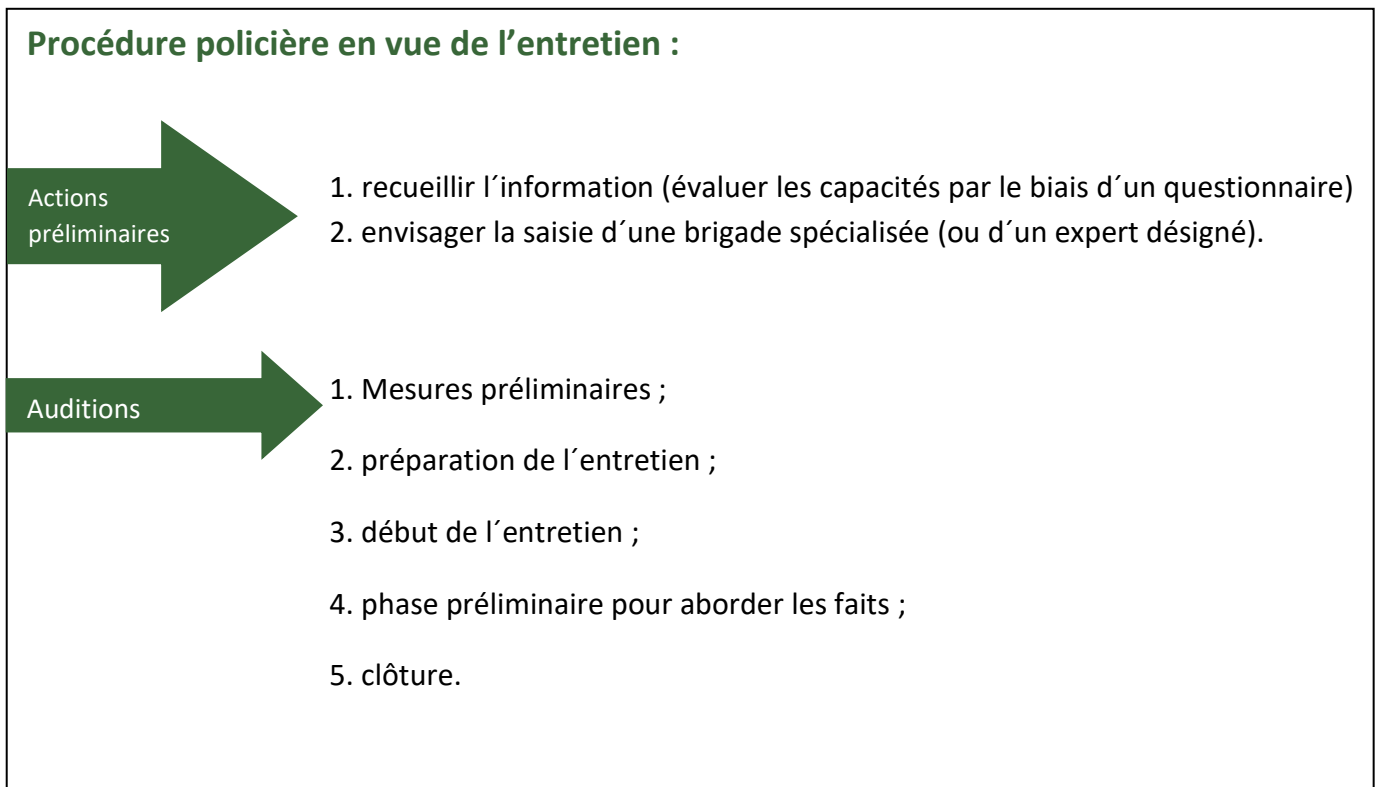 Procédure policière en vue de l’entretien :
Actions
préliminaires
1. recueillir l´information (évaluer les capacités par le biais d´un questionnaire)
2. envisager la saisie d´une brigade spécialisée (ou d´un expert désigné).
Auditions
1. Mesures préliminaires ;
2. préparation de l´entretien ;
3. début de l´entretien ;
4. phase préliminaire pour aborder les faits ;
5. clôture.